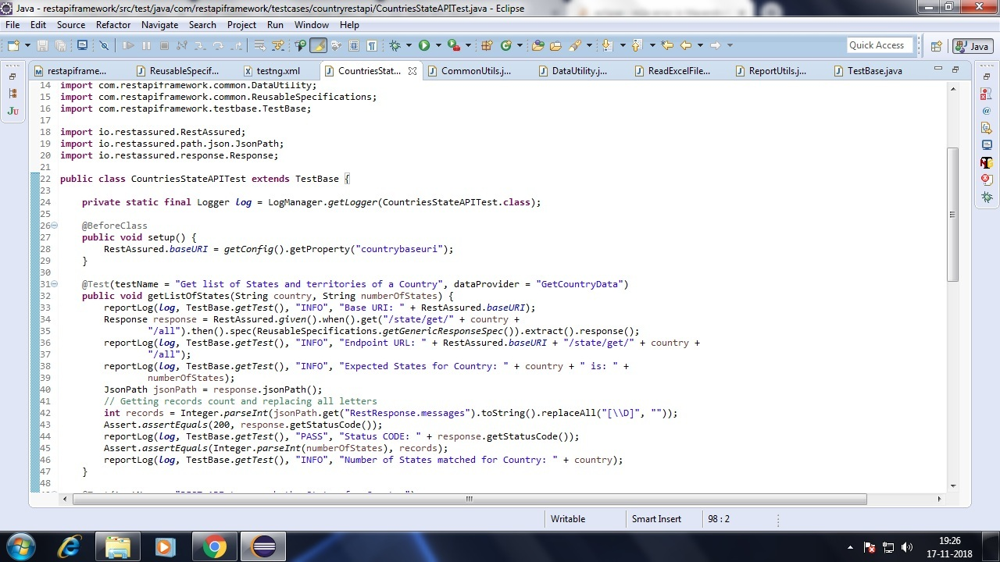 Java - restapiframework/src/test/java/com/restapiframework/testcases/countryrestapi/CountriesStateAPITest.java - Eclipse
File Edit Source Refactor Navigate Search Project Run Window Help
Quick Access
Java
restapiframe...
ReusableSpecif...
testng.xml
CountriesStat...
CommonUtils.j...
DataUtility.j...
ReadExcelFile...
ReportUtils.j...
TestBase.java
14 import com.restapiframework.common.DataUtility;
15 import com.restapiframework.common.ReusableSpecifications;
16 import com.restapiframework.testbase.TestBase;
17
18 import io.restassured.RestAssured;
19 import io.restassured.path.json.JsonPath;
20 import io.restassured.response.Response;
21
22 public class CountriesStateAPITest extends TestBase {
23
24 private static final Logger log = LogManager.getLogger(CountriesStateAPITest.class);
25
26 @BeforeClass
27 public void setup() {
28 RestAssured.baseURI = getConfig().getProperty("countrybaseuri");
29 }
30
31 @Test(testName = "Get list of States and territories of a Country", dataProvider = "GetCountryData")
32 public void getListOfStates(String country, String numberOfStates) {
33 reportLog(log, TestBase.getTest(), "INFO", "Base URI: " + RestAssured.baseURI);
34 Response response = RestAssured.given().when().get("/state/get/" + country +
35 "/all").then().spec(ReusableSpecifications.getGenericResponseSpec()).extract().response();
36 reportLog(log, TestBase.getTest(), "INFO", "Endpoint URL: " + RestAssured.baseURI + "/state/get/" + country +
37 "/all");
38 reportLog(log, TestBase.getTest(), "INFO", "Expected States for Country: " + country + " is: " +
39 numberOfStates);
40 JsonPath jsonPath = response.jsonPath();
41 // Getting records count and replacing all letters
42 int records = Integer.parseInt(jsonPath.get("RestResponse.messages").toString().replaceAll("[\\D]", ""));
43 Assert.assertEquals(200, response.getStatusCode());
44 reportLog(log, TestBase.getTest(), "PASS", "Status CODE: " + response.getStatusCode());
45 Assert.assertEquals(Integer.parseInt(numberOfStates), records);
46 reportLog(log, TestBase.getTest(), "INFO", "Number of States matched for Country: " + country);
47 }
48
Writable
Smart Insert
98 : 2
19:26
17-11-2018